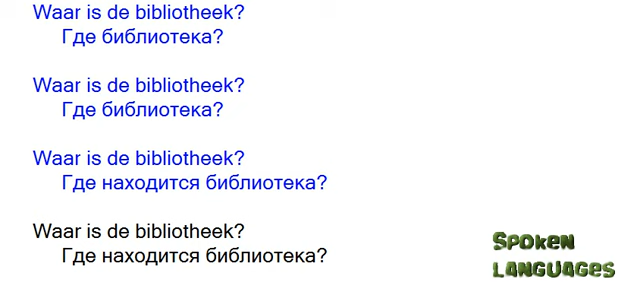 Waar is de bibliotheek?
Где библиотека?
Waar is de bibliotheek?
Где библиотека?
Waar is de bibliotheek?
Где находится библиотека?
Waar is de bibliotheek?
Где находится библиотека?
Spoken
Languages